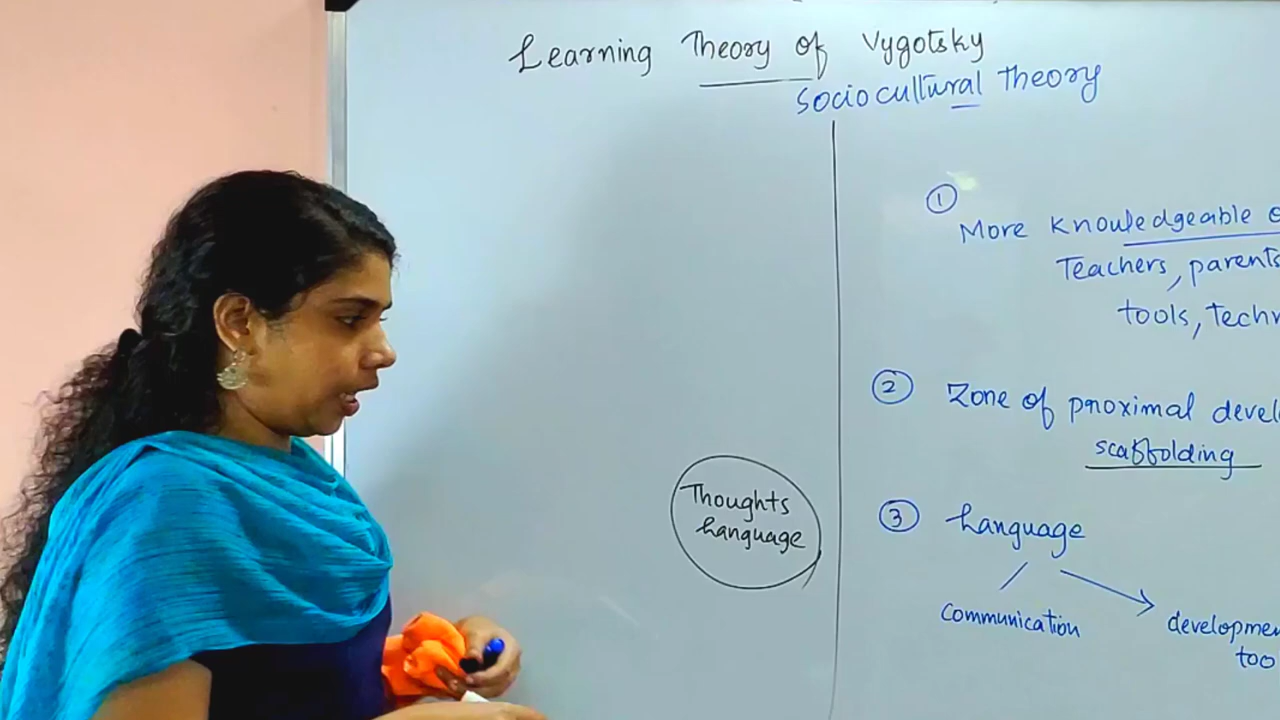 Learning Theory of Vygotsky
Sociocultural Theory
①
More Knowledgeable
Teachers, parents
tools, techn
②
Zone of proximal devel
scaffolding
Thoughts
Language
③
Language
Communication
developmen
too